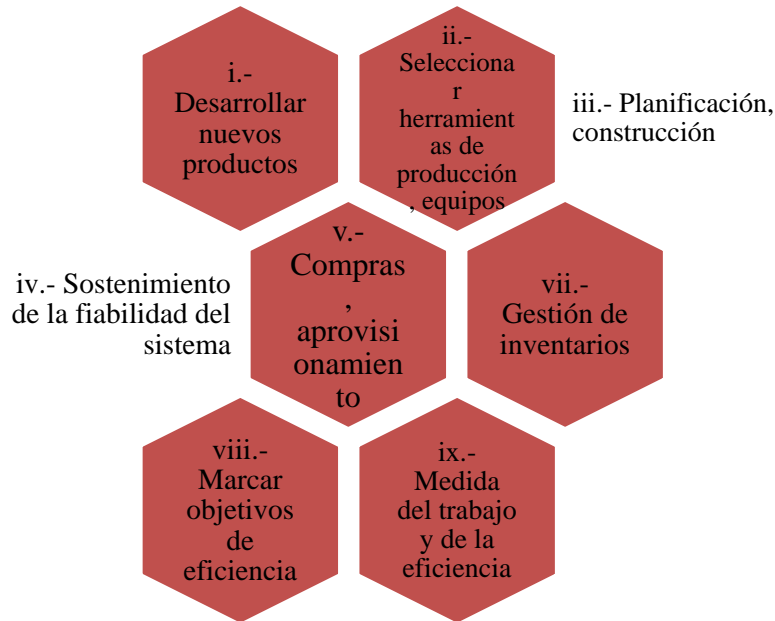 i.-
Desarrollar
nuevos
productos
ii.-
Selecciona
r
herramient
as de
producción
, equipos
iii.- Planificación,
construcción
iv.- Sostenimiento
de la fiabilidad del
sistema
v.-
Compras
,
aprovisi
onamien
to
vii.-
Gestión de
inventarios
viii.-
Marcar
objetivos
de
eficiencia
ix.-
Medida
del trabajo
y de la
eficiencia